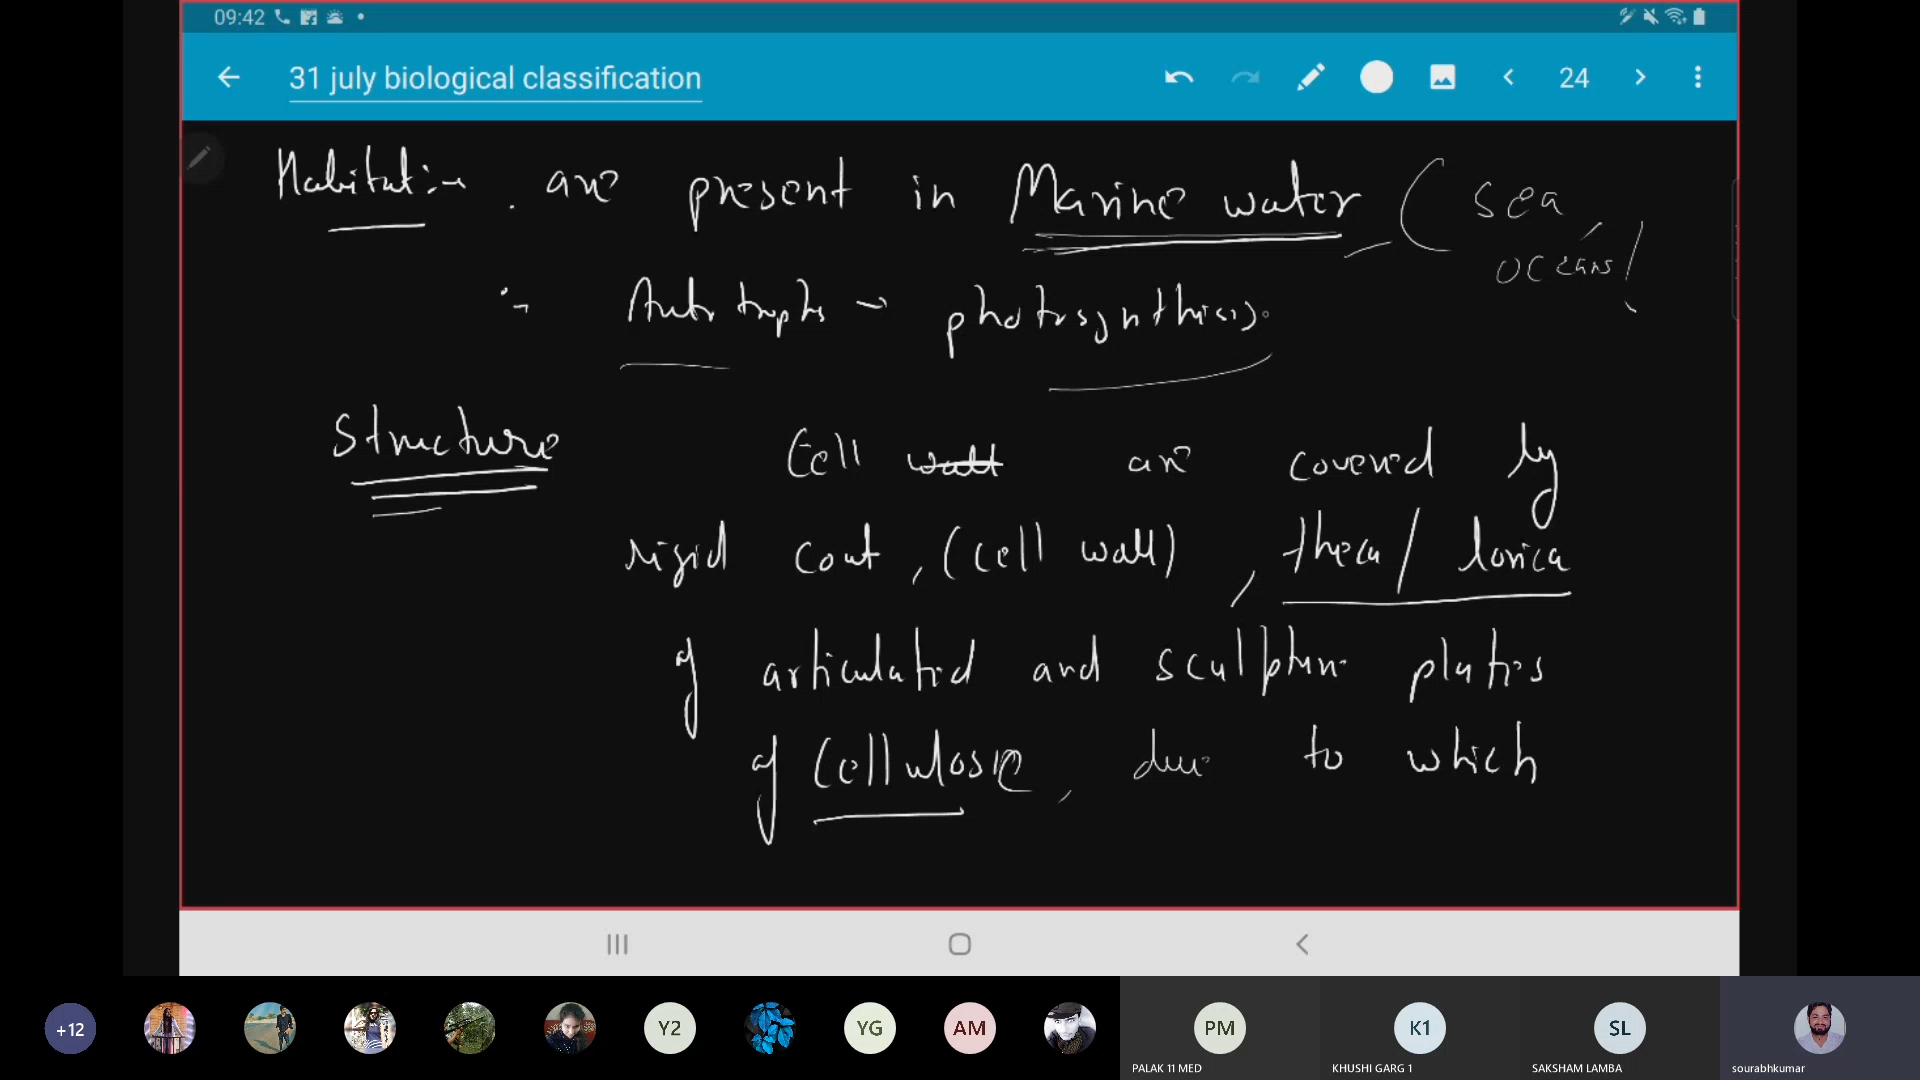 09:42
31 july biological classification
24
Habitat :- . are present in Marine water ( sea,
oceans)
:- Autotrophs - photosynthesis.
Structure Cell wall are covered by
rigid coat, (cell wall), theca / lorica
of articulated and sculpture plates
of Cellulose, due to which
+12
Y2
YG
AM
PM
K1
SL
PALAK 11 MED
KHUSHI GARG 1
SAKSHAM LAMBA
sourabhkumar